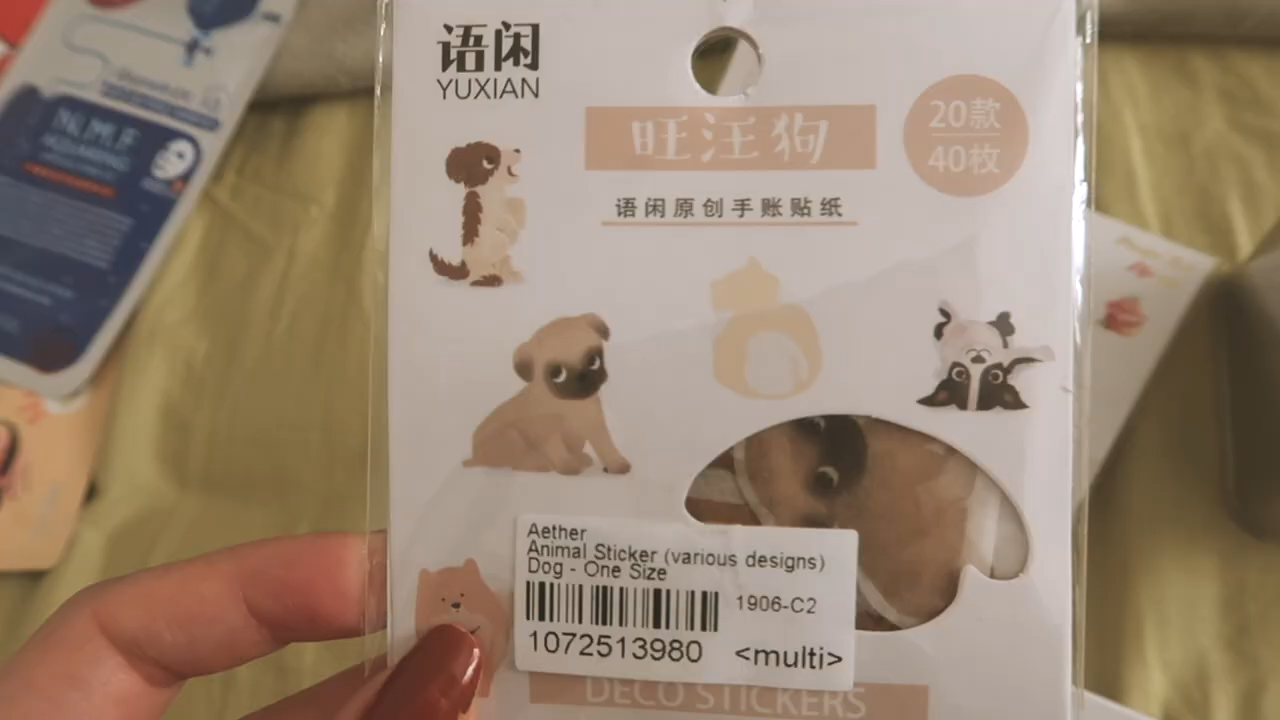 语闲
YUXIAN
旺汪狗
20款
40枚
语闲原创手账贴纸
N.M.F
Aether
Animal Sticker (various designs)
Dog - One Size
1906-C2
1072513980
<multi>
DECO STICKERS